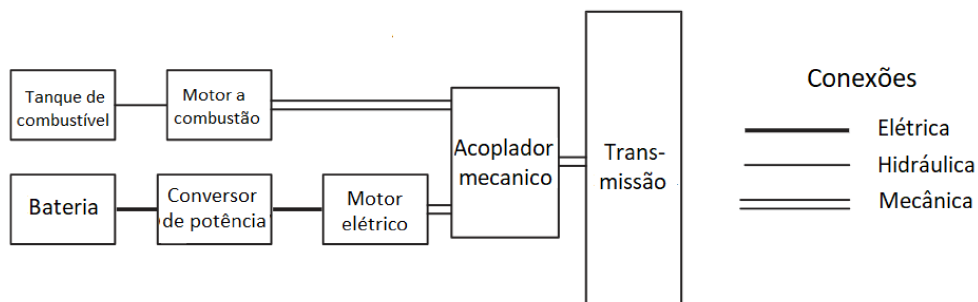 Tanque de
combustível
Motor a
combustão
Bateria
Conversor
de potência
Motor
elétrico
Acoplador
mecanico
Trans-
missão
Conexões
Elétrica
Hidráulica
Mecânica